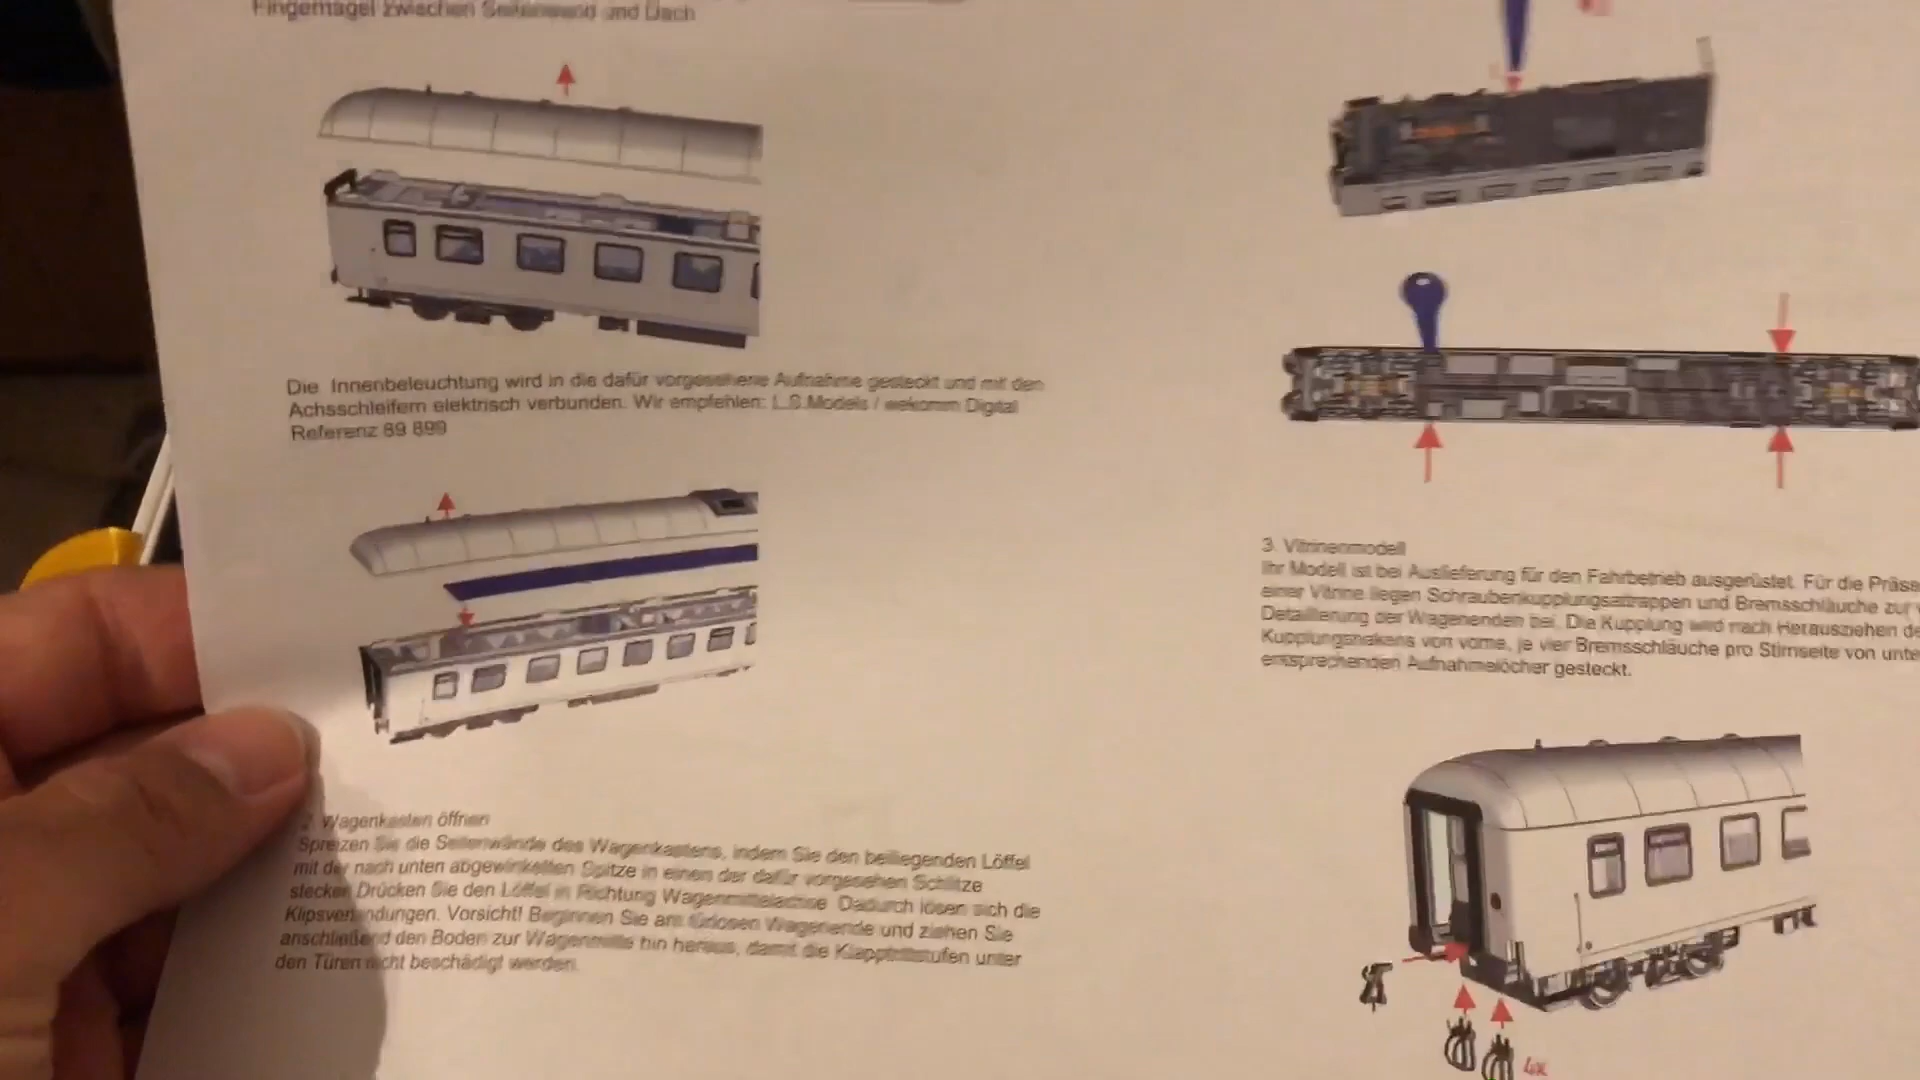 Fingernagel zwischen Seitenwand und Dach
Die Innenbeleuchtung wird in die dafür vorgesehene Aufnahme gesteckt und mit den
Achsschleifern elektrisch verbunden. Wir empfehlen: L.S.Models / wekomm Digital
Referenz 89 899
2. Wagenkasten öffnen
Spreizen Sie die Seitenwände des Wagenkastens, indem Sie den beiliegenden Löffel
mit der nach unten abgewinkelten Spitze in einen der dafür vorgesehen Schlitze
stecken Drücken Sie den Löffel in Richtung Wagenmittelachse. Dadurch lösen sich die
Klipsverbindungen. Vorsicht! Beginnen Sie am türlosen Wagenende und ziehen Sie
anschließend den Boden zur Wagenmitte hin heraus, damit die Klapptrittstufen unter
den Türen nicht beschädigt werden.
3. Vitrinenmodell
Ihr Modell ist bei Auslieferung für den Fahrbetrieb ausgerüstet. Für die Präse
einer Vitrine liegen Schraubenkupplungsattrappen und Bremsschläuche zur
Detaillierung der Wagenenden bei. Die Kupplung wird nach Herausziehen de
Kupplungshakens von vorne, je vier Bremsschläuche pro Stirnseite von unte
entsprechenden Aufnahmelöcher gesteckt.
4x